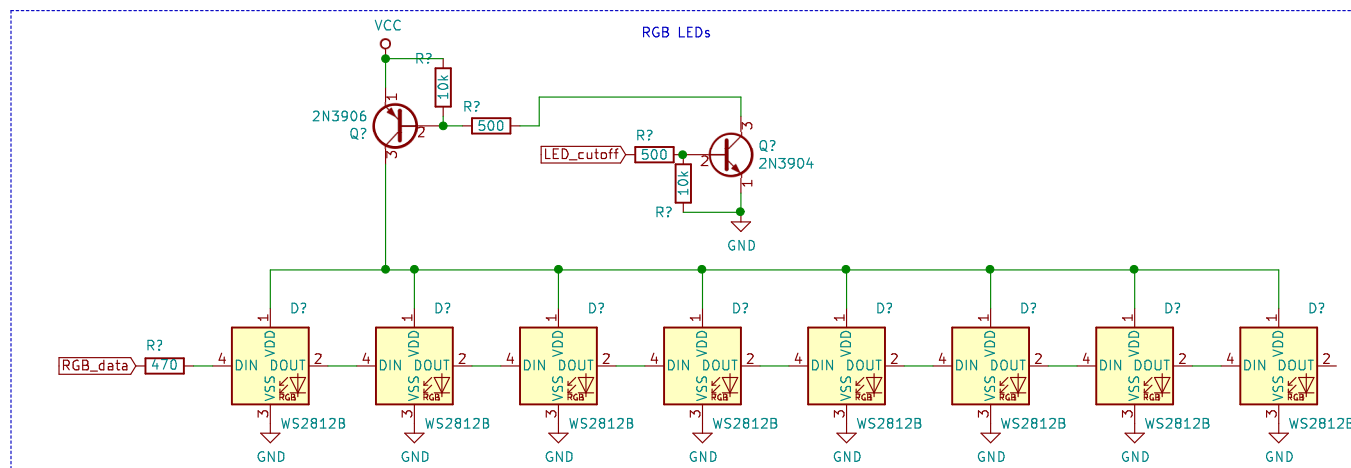 RGB LEDs
VCC
R?
10k
1
2N3906
Q?
2
3
R?
500
LED_cutoff
R?
500
2
10k
R?
3
Q?
2N3904
1
GND
RGB_data
R?
470
D?
1
VDD
4
DIN
DOUT
2
VSS
RGB
3
WS2812B
GND
D?
1
VDD
4
DIN
DOUT
2
VSS
RGB
3
WS2812B
GND
D?
1
VDD
4
DIN
DOUT
2
VSS
RGB
3
WS2812B
GND
D?
1
VDD
4
DIN
DOUT
2
VSS
RGB
3
WS2812B
GND
D?
1
VDD
4
DIN
DOUT
2
VSS
RGB
3
WS2812B
GND
D?
1
VDD
4
DIN
DOUT
2
VSS
RGB
3
WS2812B
GND
D?
1
VDD
4
DIN
DOUT
2
VSS
RGB
3
WS2812B
GND
D?
1
VDD
4
DIN
DOUT
2
VSS
RGB
3
WS2812B
GND